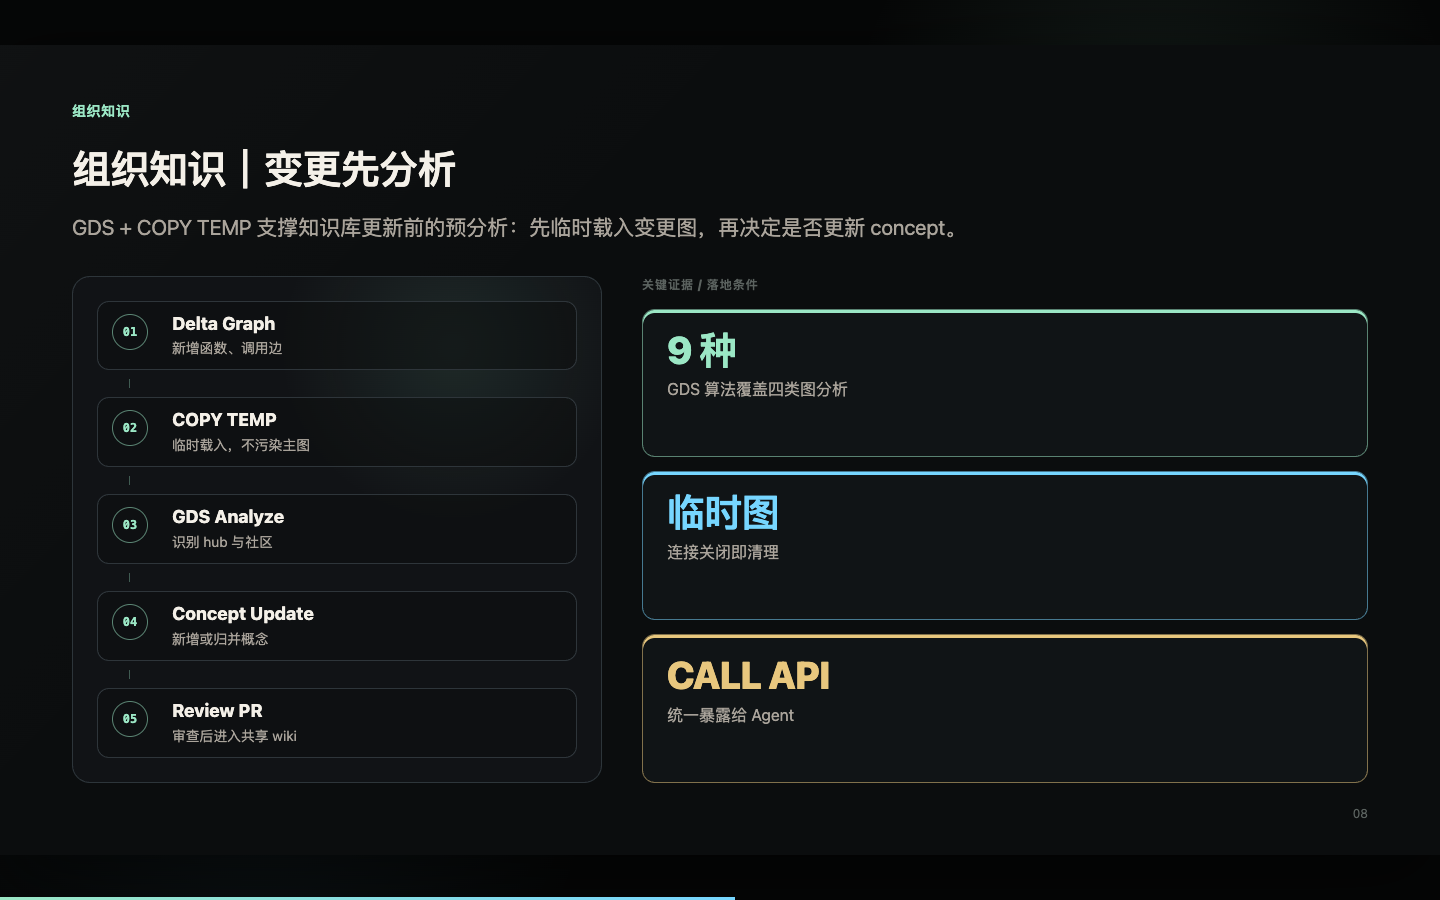 组织知识
组织知识 | 变更先分析
GDS + COPY TEMP 支撑知识库更新前的预分析：先临时载入变更图，再决定是否更新 concept。
01
Delta Graph
新增函数、调用边
02
COPY TEMP
临时载入，不污染主图
03
GDS Analyze
识别 hub 与社区
04
Concept Update
新增或归并概念
05
Review PR
审查后进入共享 wiki
关键证据 / 落地条件
9 种
GDS 算法覆盖四类图分析
临时图
连接关闭即清理
CALL API
统一暴露给 Agent
08